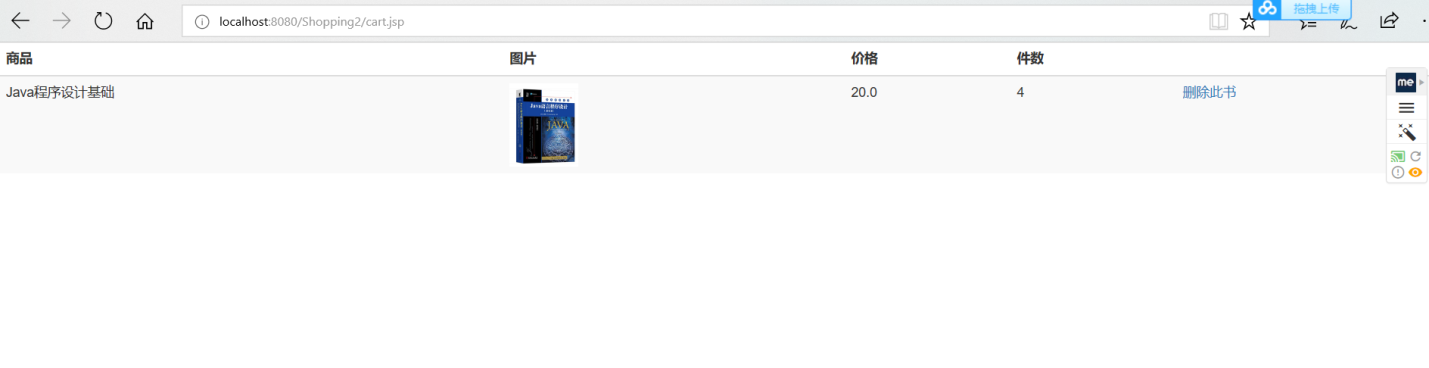 拖拽上传
localhost:8080/Shopping2/cart.jsp
商品 图片 价格 件数
Java程序设计基础 20.0 4 删除此书
JAVA
me